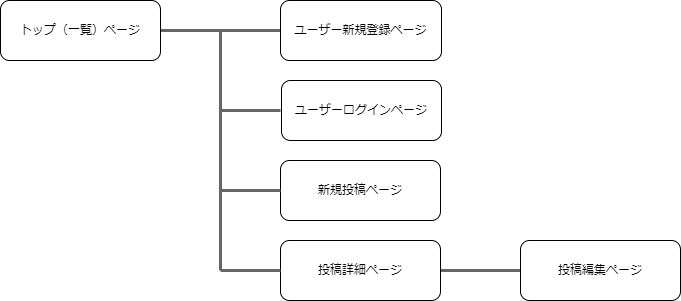 トップ（一覧）ページ
ユーザー新規登録ページ
ユーザーログインページ
新規投稿ページ
投稿詳細ページ
投稿編集ページ